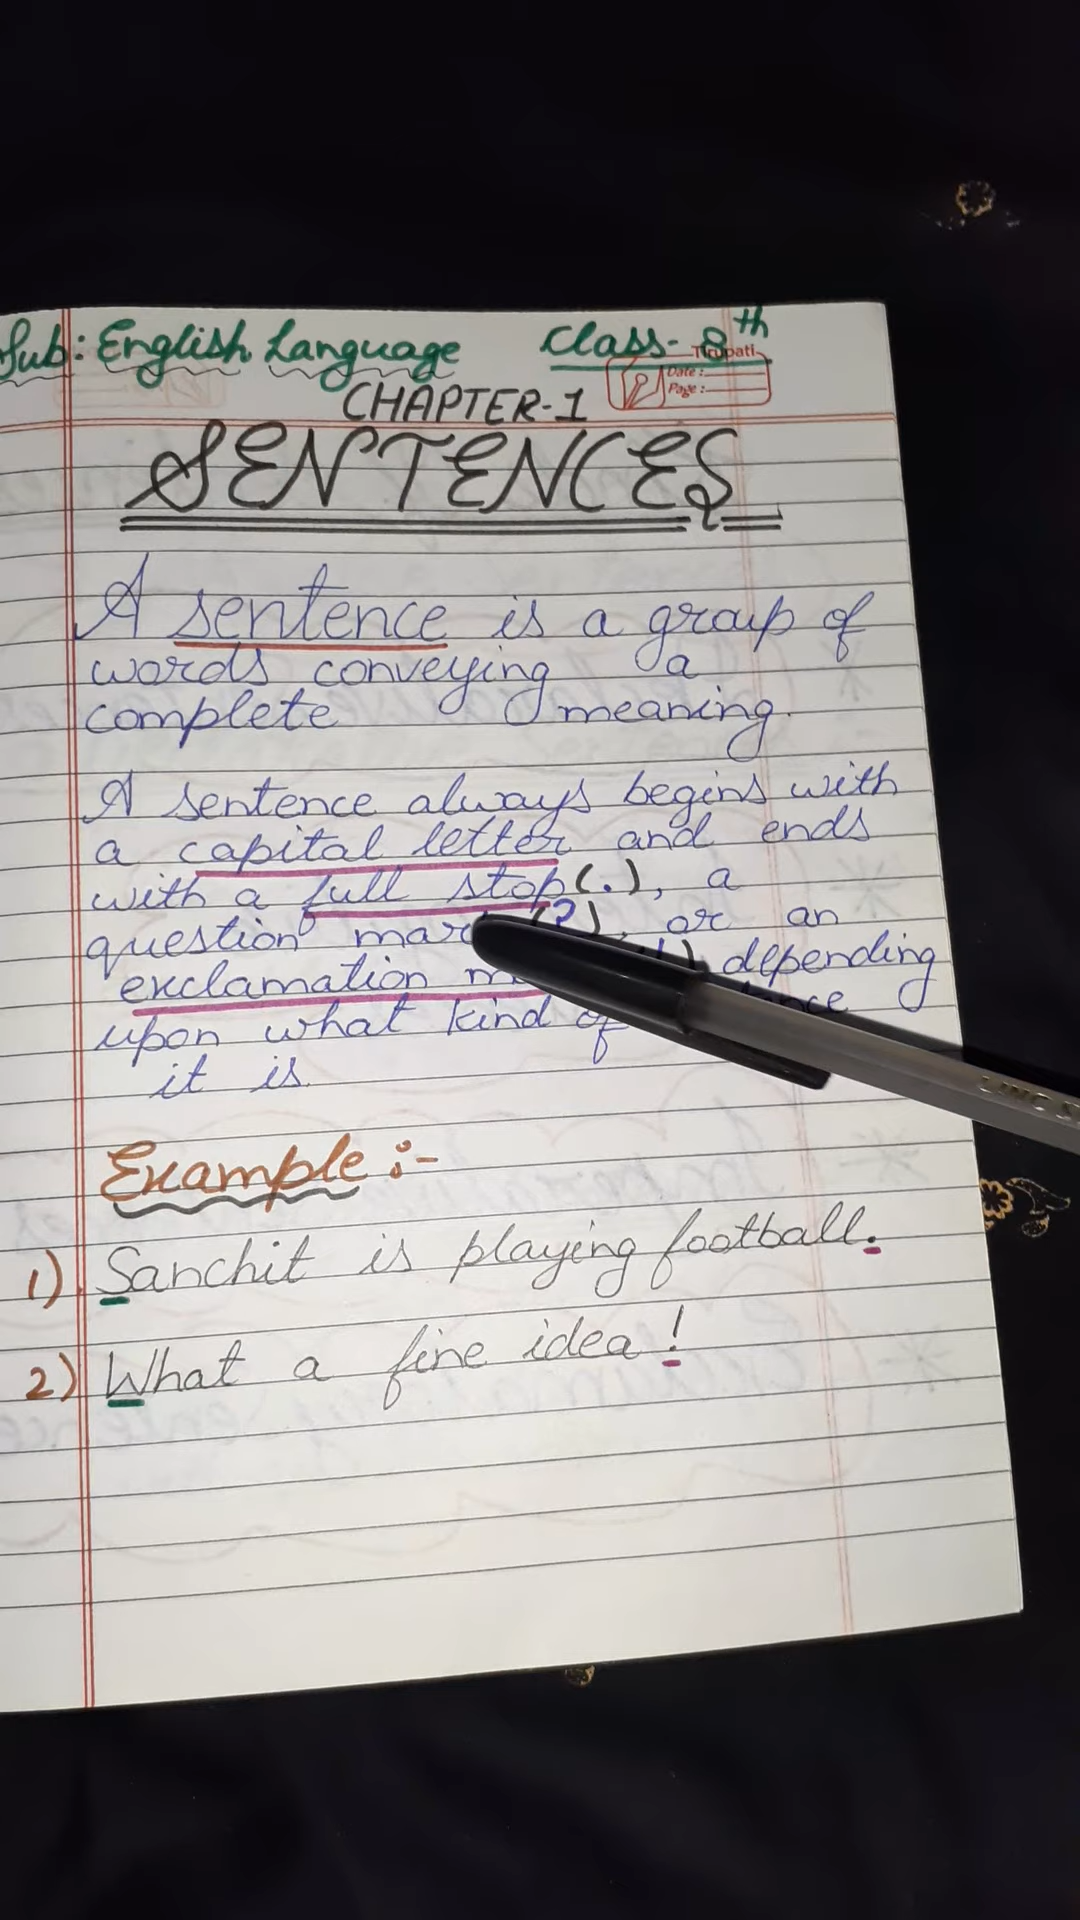 Sub: English Language Class- 8th
Tirupati
Date:
Page:
CHAPTER-1
SENTENCES
A sentence is a group of
words conveying a
complete meaning.
A sentence always begins with
a capital letter and ends
with a full stop(.), a
question mark (?), or an
exclamation (!) depending
upon what kind of
it is.
Example:-
1) Sanchit is playing football.
2) What a fine idea!